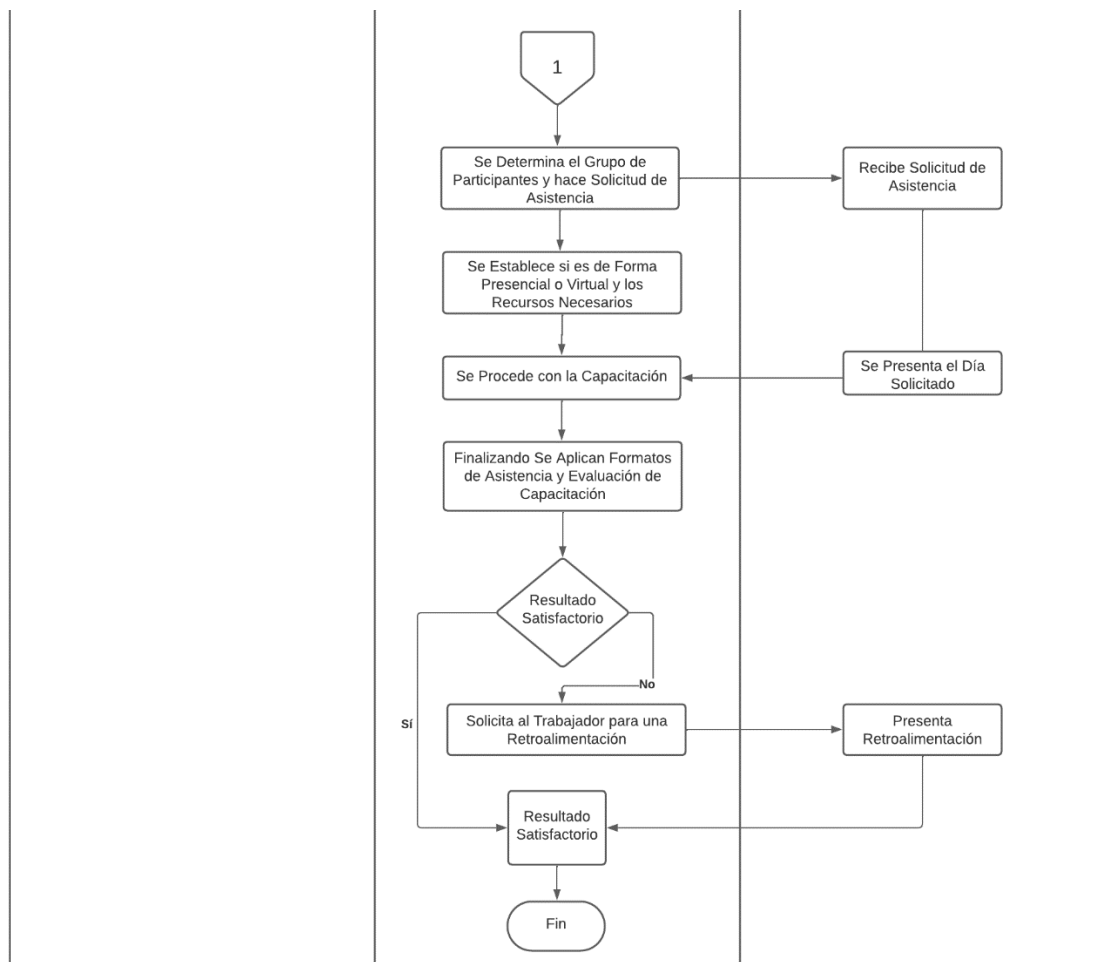 1
Se Determina el Grupo de
Participantes y hace Solicitud de
Asistencia
Recibe Solicitud de
Asistencia
Se Establece si es de Forma
Presencial o Virtual y los
Recursos Necesarios
Se Procede con la Capacitación
Se Presenta el Día
Solicitado
Finalizando Se Aplican Formatos
de Asistencia y Evaluación de
Capacitación
Resultado
Satisfactorio
No
Sí
Solicita al Trabajador para una
Retroalimentación
Presenta
Retroalimentación
Resultado
Satisfactorio
Fin